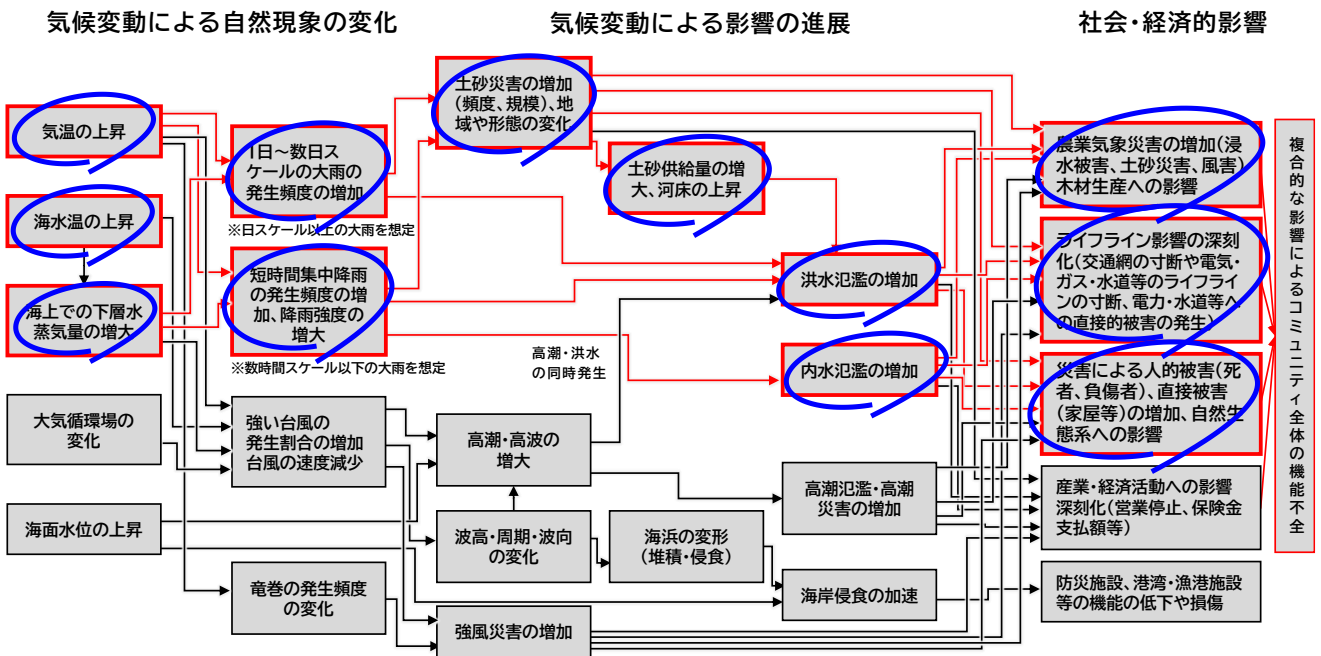 気候変動による自然現象の変化
気候変動による影響の進展
社会・経済的影響
気温の上昇
海水温の上昇
海上での下層水
蒸気量の増大
大気循環場の
変化
海面水位の上昇
1日～数日ス
ケールの大雨の
発生頻度の増加
※日スケール以上の大雨を想定
短時間集中降雨
の発生頻度の増
加、降雨強度の
増大
※数時間スケール以下の大雨を想定
強い台風の
発生割合の増加
台風の速度減少
竜巻の発生頻度
の変化
土砂災害の増加
(頻度、規模)、地
域や形態の変化
土砂供給量の増
大、河床の上昇
洪水氾濫の増加
内水氾濫の増加
高潮・洪水
の同時発生
高潮・高波の
増大
波高・周期・波向
の変化
海浜の変形
(堆積・侵食)
高潮氾濫・高潮
災害の増加
海岸侵食の加速
強風災害の増加
農業気象災害の増加(浸
水被害、土砂災害、風害)
木材生産への影響
ライフライン影響の深刻
化(交通網の寸断や電気・
ガス・水道等のライフライ
ンの寸断、電力・水道等へ
の直接的被害の発生)
災害による人的被害(死
者、負傷者)、直接被害
(家屋等)の増加、自然生
態系への影響
産業・経済活動への影響
深刻化(営業停止、保険金
支払額等)
防災施設、港湾・漁港施設
等の機能の低下や損傷
複合的な影響によるコミュニティ全体の機能不全